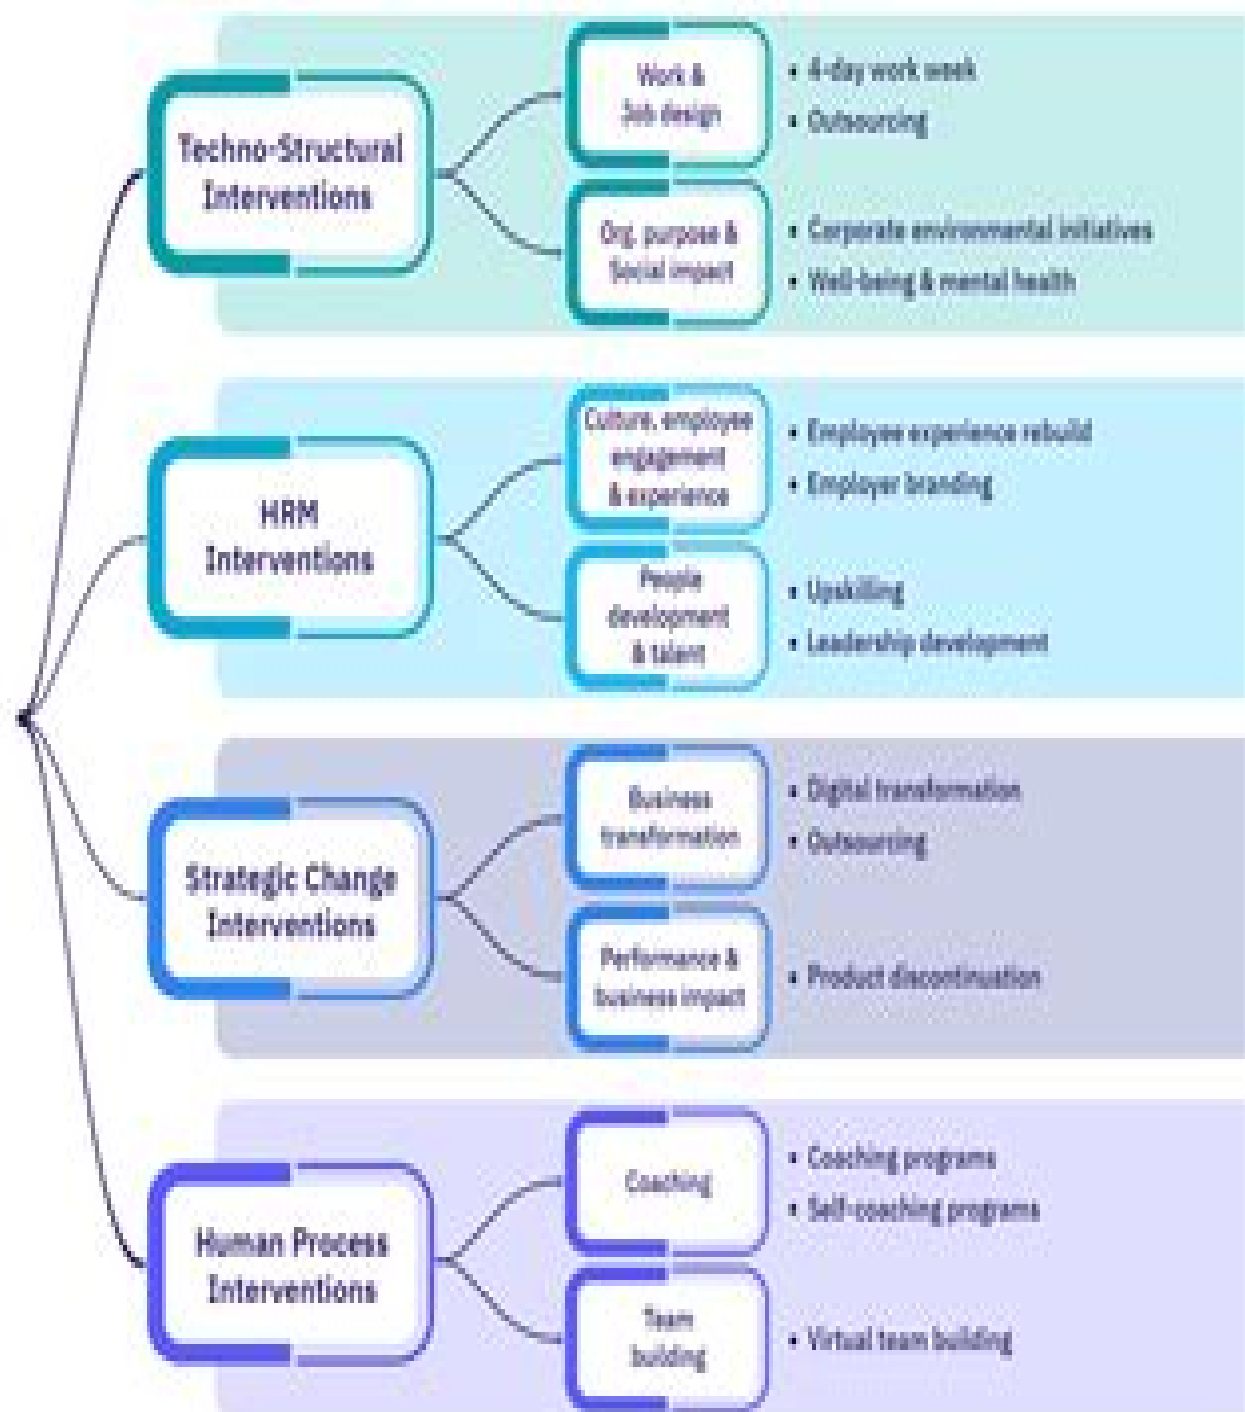 Techno-Structural
Interventions
Work &
Job design
• 4-day work week
• Outsourcing
Org. purpose &
Social impact
• Corporate environmental initiatives
• Well-being & mental health
HRM
Interventions
Culture, employee
engagement
& experience
• Employee experience rebuild
• Employer branding
People
development
& talent
• Upskilling
• Leadership development
Strategic Change
Interventions
Business
transformation
• Digital transformation
• Outsourcing
Performance &
business impact
• Product discontinuation
Human Process
Interventions
Coaching
• Coaching programs
• Self-coaching programs
Team
building
• Virtual team building